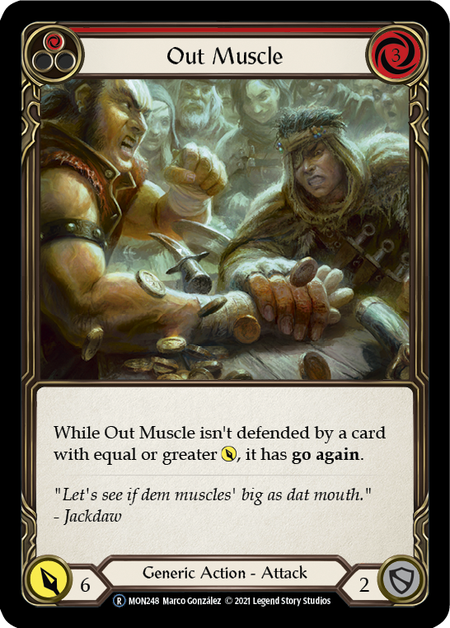 Out Muscle
3
While Out Muscle isn't defended by a card
with equal or greater , it has go again.
"Let's see if dem muscles' big as dat mouth."
- Jackdaw
6
Generic Action - Attack
2
R MON248 Marco González © 2021 Legend Story Studios